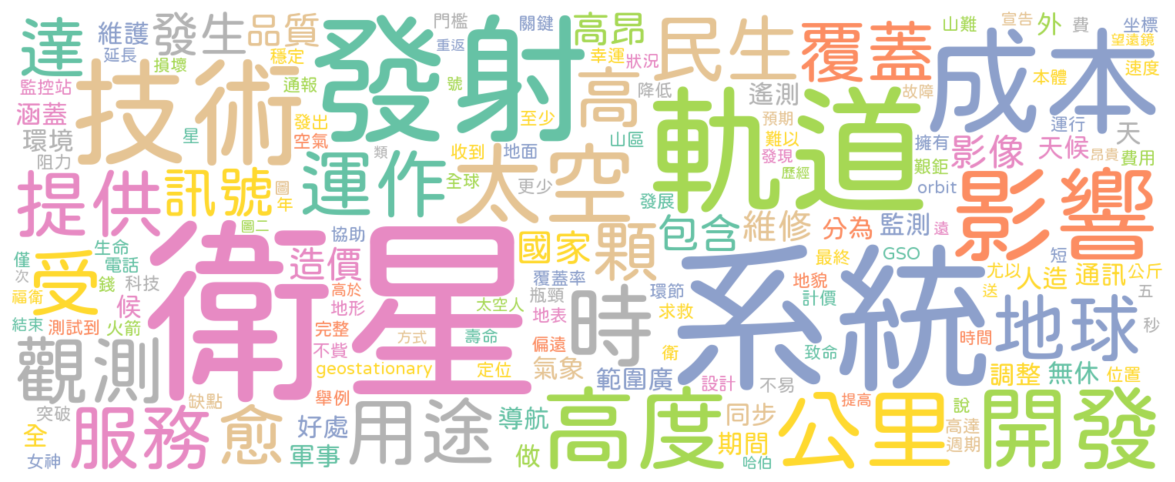 達 維護 發生 品質 發射 門檻 關鍵 高昂 民生 覆蓋 山難 外 宣告 費 坐標
延長 損壞 穩定 重返 幸運 狀況 成本 望遠鏡
監控站 技術 通報 號 高 降低 遙測 故障 本體 速度
涵蓋 發出 至少 預期 軌道 運行
環境 星 空氣 山區 難以 擁有 影像 天候 天
阻力 類 收到 地面 發現 艱鉅 昂貴 費用
提供 訊號 圖 年 運作 全球 太空 更少 歷經 orbit 影響
圖二 發展
生命 協助 國家 顆 包含 維修 分為 監測 遠
僅 受 電話 造價 衛星 覆蓋率 最終 GSO 短
次 錢 科技 高於 瓶頸 環節 地貌 系統 尤以 人造 通訊 公斤
福衛 候 地形 太空人 時 計價 送 五
結束 測試到 火箭 完整 方式 壽命 地表 求救 地球 秒
觀測 不貲 偏遠 衛 致命 時間
geostationary 定位 氣象 範圍廣 設計 不易 調整 無休 位置
突破 缺點 舉例 提高 說
服務 愈 好處 用途 導航 高度 同步 公里 高達 開發
全 軍事 做 期間 週期
女神 哈伯